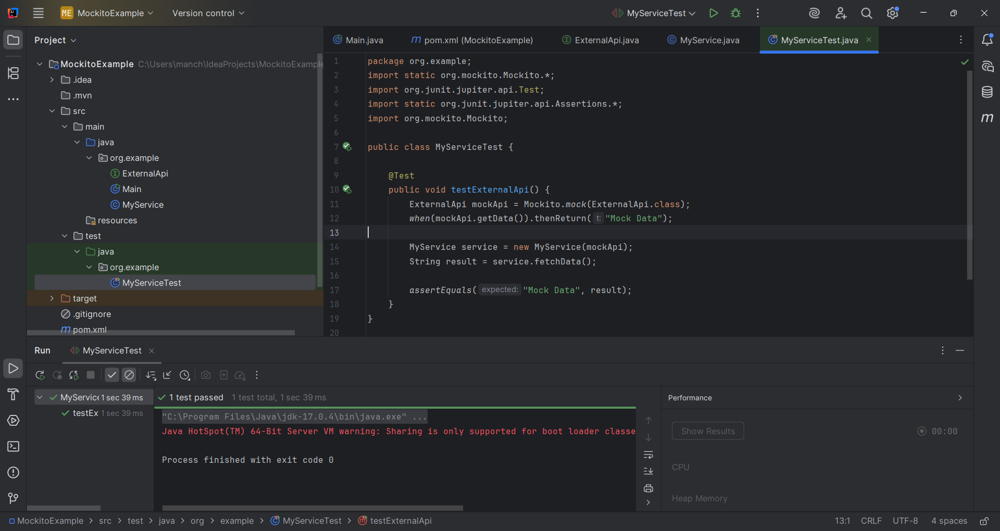 ME MockitoExample Version control MyServiceTest
Project
MockitoExample C:\Users\manch\IdeaProjects\MockitoExample
.idea
.mvn
src
main
java
org.example
ExternalApi
Main
MyService
resources
test
java
org.example
MyServiceTest
target
.gitignore
pom.xml
Main.java pom.xml (MockitoExample) ExternalApi.java MyService.java MyServiceTest.java
1 package org.example;
2 import static org.mockito.Mockito.*;
3 import org.junit.jupiter.api.Test;
4 import static org.junit.jupiter.api.Assertions.*;
5 import org.mockito.Mockito;
6
7 public class MyServiceTest {
8
9 @Test
10 public void testExternalApi() {
11 ExternalApi mockApi = Mockito.mock(ExternalApi.class);
12 when(mockApi.getData()).thenReturn( t: "Mock Data");
13
14 MyService service = new MyService(mockApi);
15 String result = service.fetchData();
16
17 assertEquals( expected: "Mock Data", result);
18 }
19 }
20
Run MyServiceTest
MyServic 1 sec 39 ms
testEx 1 sec 39 ms
1 test passed 1 test total, 1 sec 39 ms
"C:\Program Files\Java\jdk-17.0.4\bin\java.exe" ...
Java HotSpot(TM) 64-Bit Server VM warning: Sharing is only supported for boot loader classe
Process finished with exit code 0
Performance
Show Results 00:00
CPU
Heap Memory
MockitoExample > src > test > java > org > example > MyServiceTest > testExternalApi 13:1 CRLF UTF-8 4 spaces